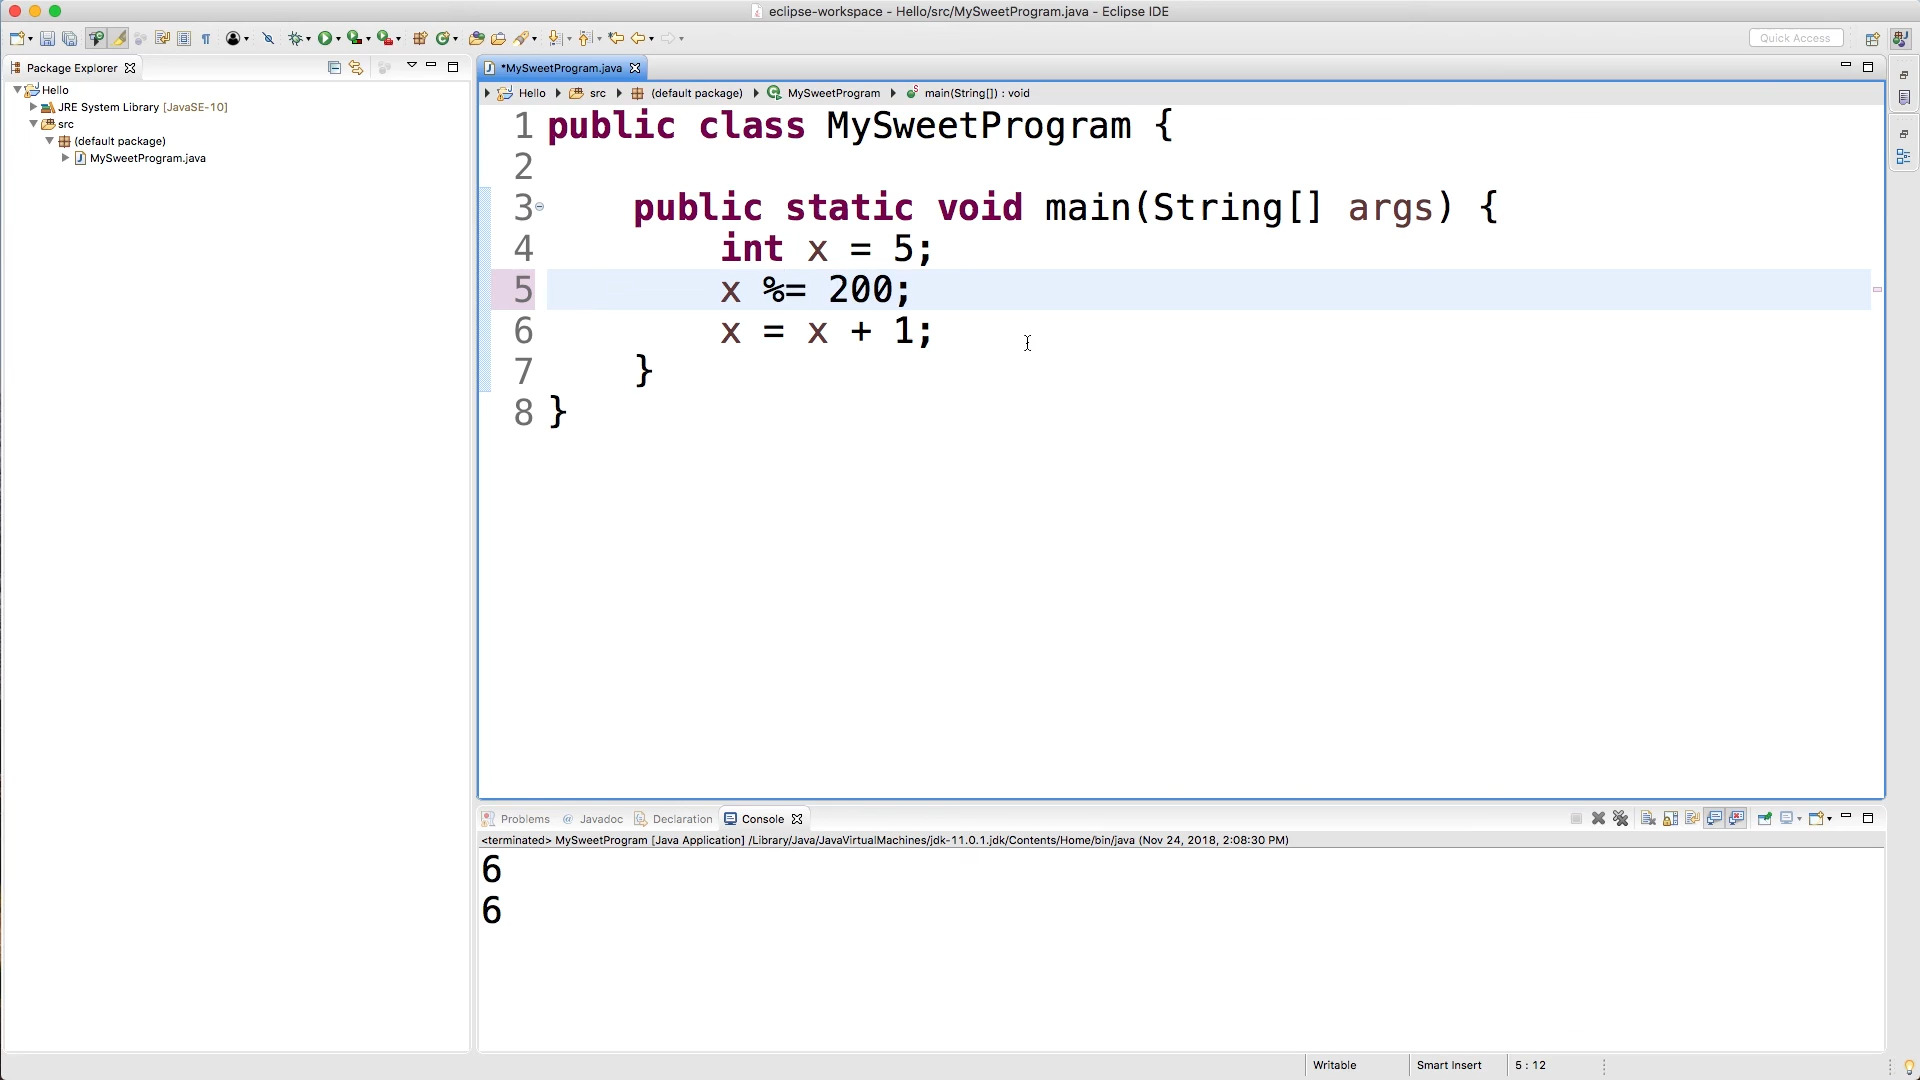 eclipse-workspace - Hello/src/MySweetProgram.java - Eclipse IDE
Quick Access
Package Explorer
Hello
JRE System Library [JavaSE-10]
src
(default package)
MySweetProgram.java
*MySweetProgram.java
Hello src (default package) MySweetProgram main(String[]) : void
1 public class MySweetProgram {
2
3 public static void main(String[] args) {
4 int x = 5;
5 x %= 200;
6 x = x + 1;
7 }
8 }
Problems @ Javadoc Declaration Console
<terminated> MySweetProgram [Java Application] /Library/Java/JavaVirtualMachines/jdk-11.0.1.jdk/Contents/Home/bin/java (Nov 24, 2018, 2:08:30 PM)
6
6
Writable Smart Insert 5 : 12